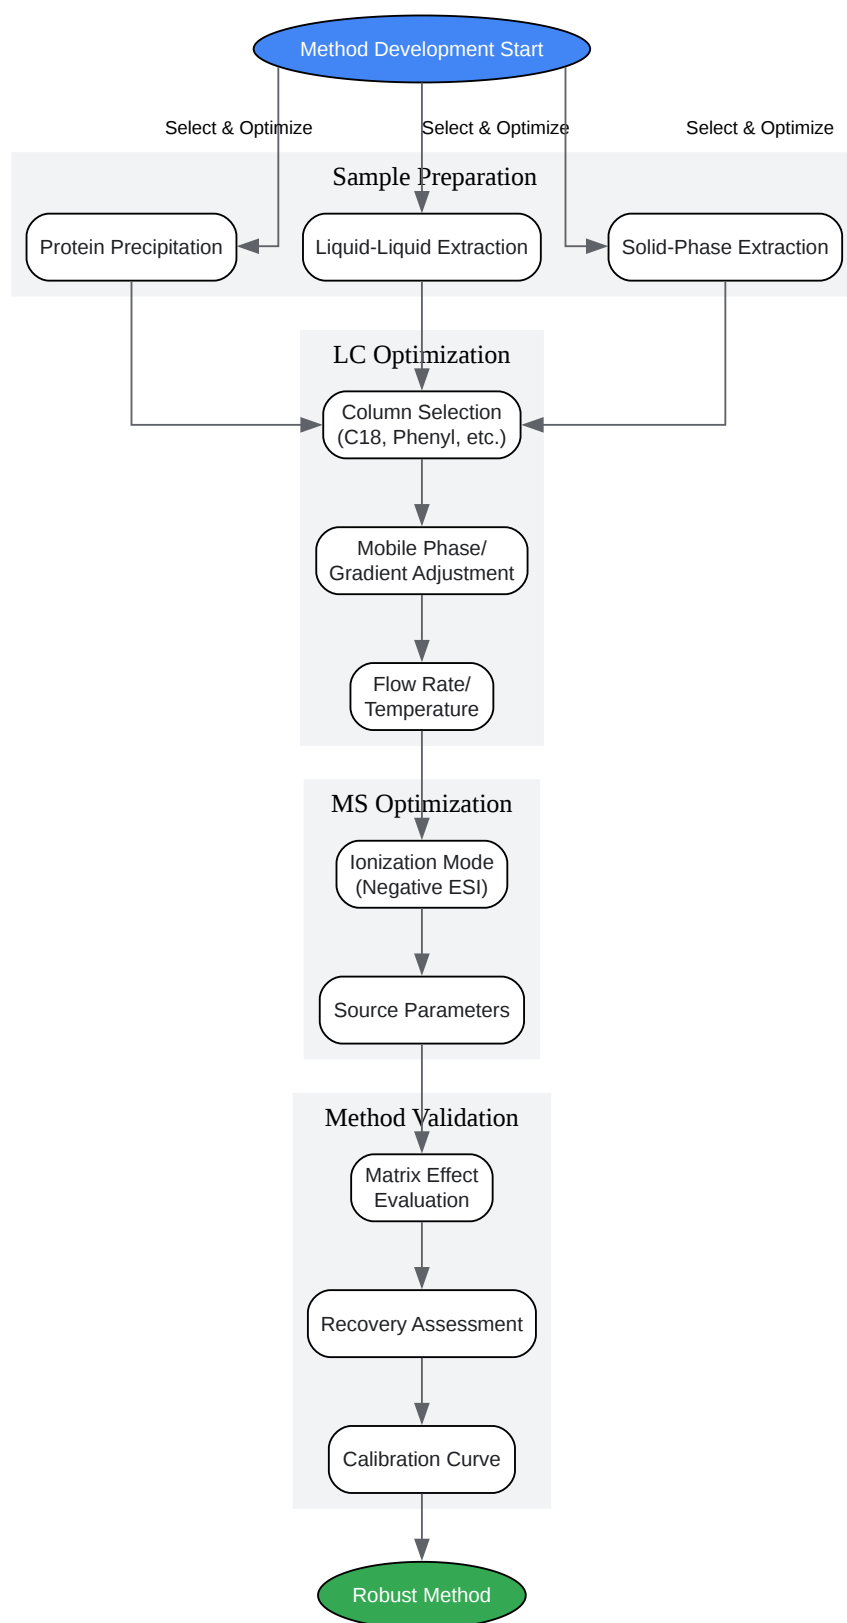 Method Development Start
Select & Optimize
Select & Optimize
Select & Optimize
Sample Preparation
Protein Precipitation
Liquid-Liquid Extraction
Solid-Phase Extraction
LC Optimization
Column Selection
(C18, Phenyl, etc.)
Mobile Phase/
Gradient Adjustment
Flow Rate/
Temperature
MS Optimization
Ionization Mode
(Negative ESI)
Source Parameters
Method Validation
Matrix Effect
Evaluation
Recovery Assessment
Calibration Curve
Robust Method